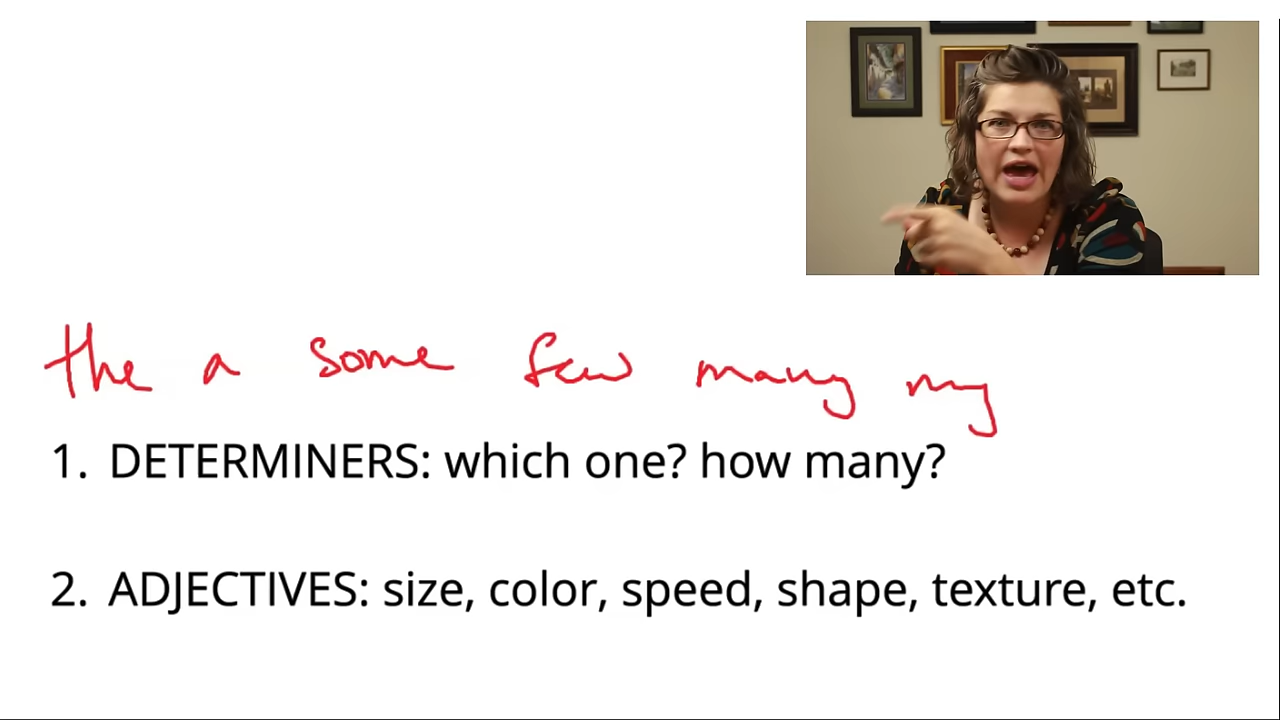 the a some few many my
1. DETERMINERS: which one? how many?
2. ADJECTIVES: size, color, speed, shape, texture, etc.